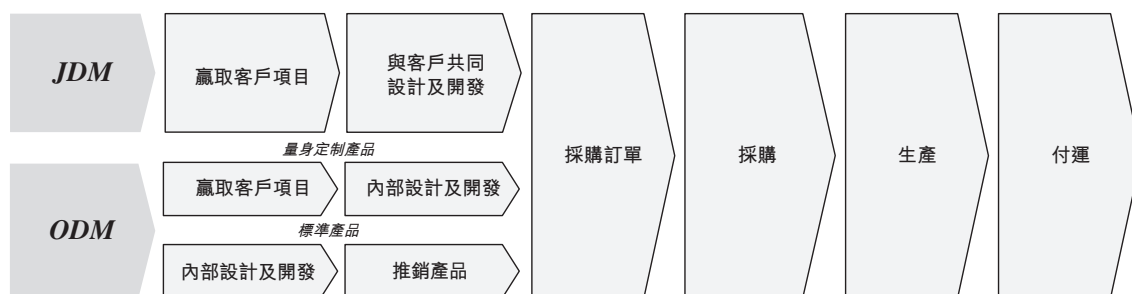 JDM
贏取客戶項目
與客戶共同
設計及開發
量身定制產品
ODM
贏取客戶項目
內部設計及開發
標準產品
內部設計及開發
推銷產品
採購訂單
採購
生產
付運